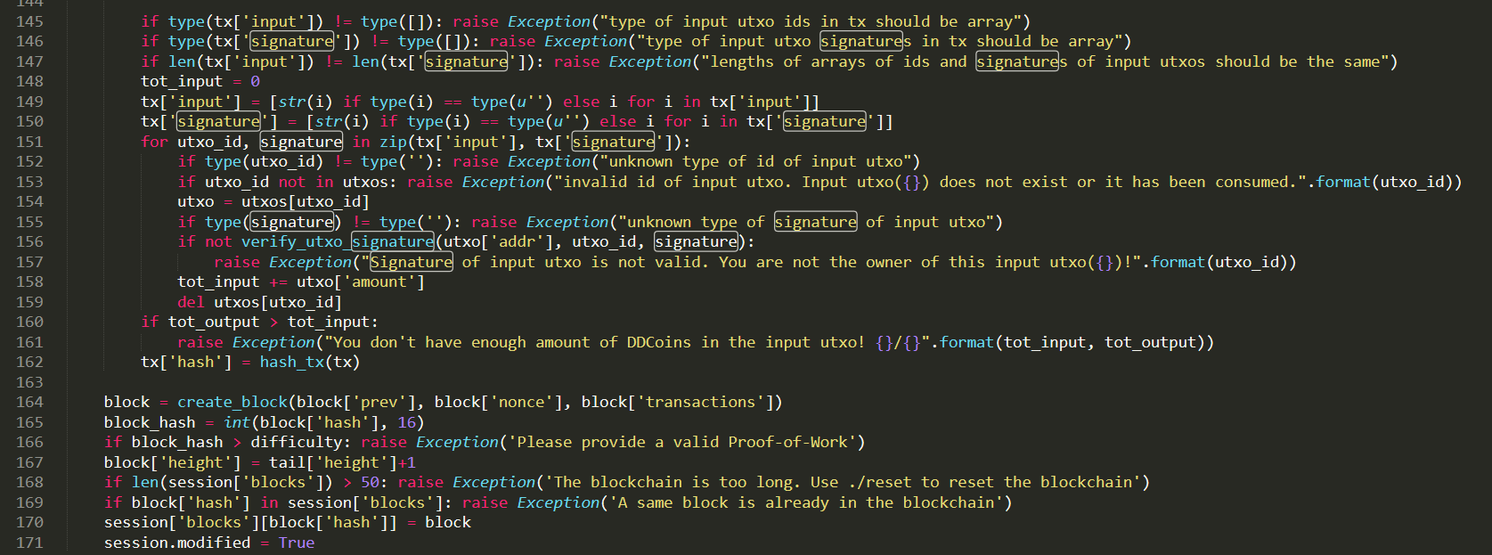 144
145 if type(tx['input']) != type([]): raise Exception("type of input utxo ids in tx should be array")
146 if type(tx['signature']) != type([]): raise Exception("type of input utxo signatures in tx should be array")
147 if len(tx['input']) != len(tx['signature']): raise Exception("lengths of arrays of ids and signatures of input utxos should be the same")
148 tot_input = 0
149 tx['input'] = [str(i) if type(i) == type(u'') else i for i in tx['input']]
150 tx['signature'] = [str(i) if type(i) == type(u'') else i for i in tx['signature']]
151 for utxo_id, signature in zip(tx['input'], tx['signature']):
152 if type(utxo_id) != type(''): raise Exception("unknown type of id of input utxo")
153 if utxo_id not in utxos: raise Exception("invalid id of input utxo. Input utxo({}) does not exist or it has been consumed.".format(utxo_id))
154 utxo = utxos[utxo_id]
155 if type(signature) != type(''): raise Exception("unknown type of signature of input utxo")
156 if not verify_utxo_signature(utxo['addr'], utxo_id, signature):
157 raise Exception("Signature of input utxo is not valid. You are not the owner of this input utxo({})!".format(utxo_id))
158 tot_input += utxo['amount']
159 del utxos[utxo_id]
160 if tot_output > tot_input:
161 raise Exception("You don't have enough amount of DDCoins in the input utxo! {}/{}".format(tot_input, tot_output))
162 tx['hash'] = hash_tx(tx)
163
164 block = create_block(block['prev'], block['nonce'], block['transactions'])
165 block_hash = int(block['hash'], 16)
166 if block_hash > difficulty: raise Exception('Please provide a valid Proof-of-Work')
167 block['height'] = tail['height']+1
168 if len(session['blocks']) > 50: raise Exception('The blockchain is too long. Use ./reset to reset the blockchain')
169 if block['hash'] in session['blocks']: raise Exception('A same block is already in the blockchain')
170 session['blocks'][block['hash']] = block
171 session.modified = True